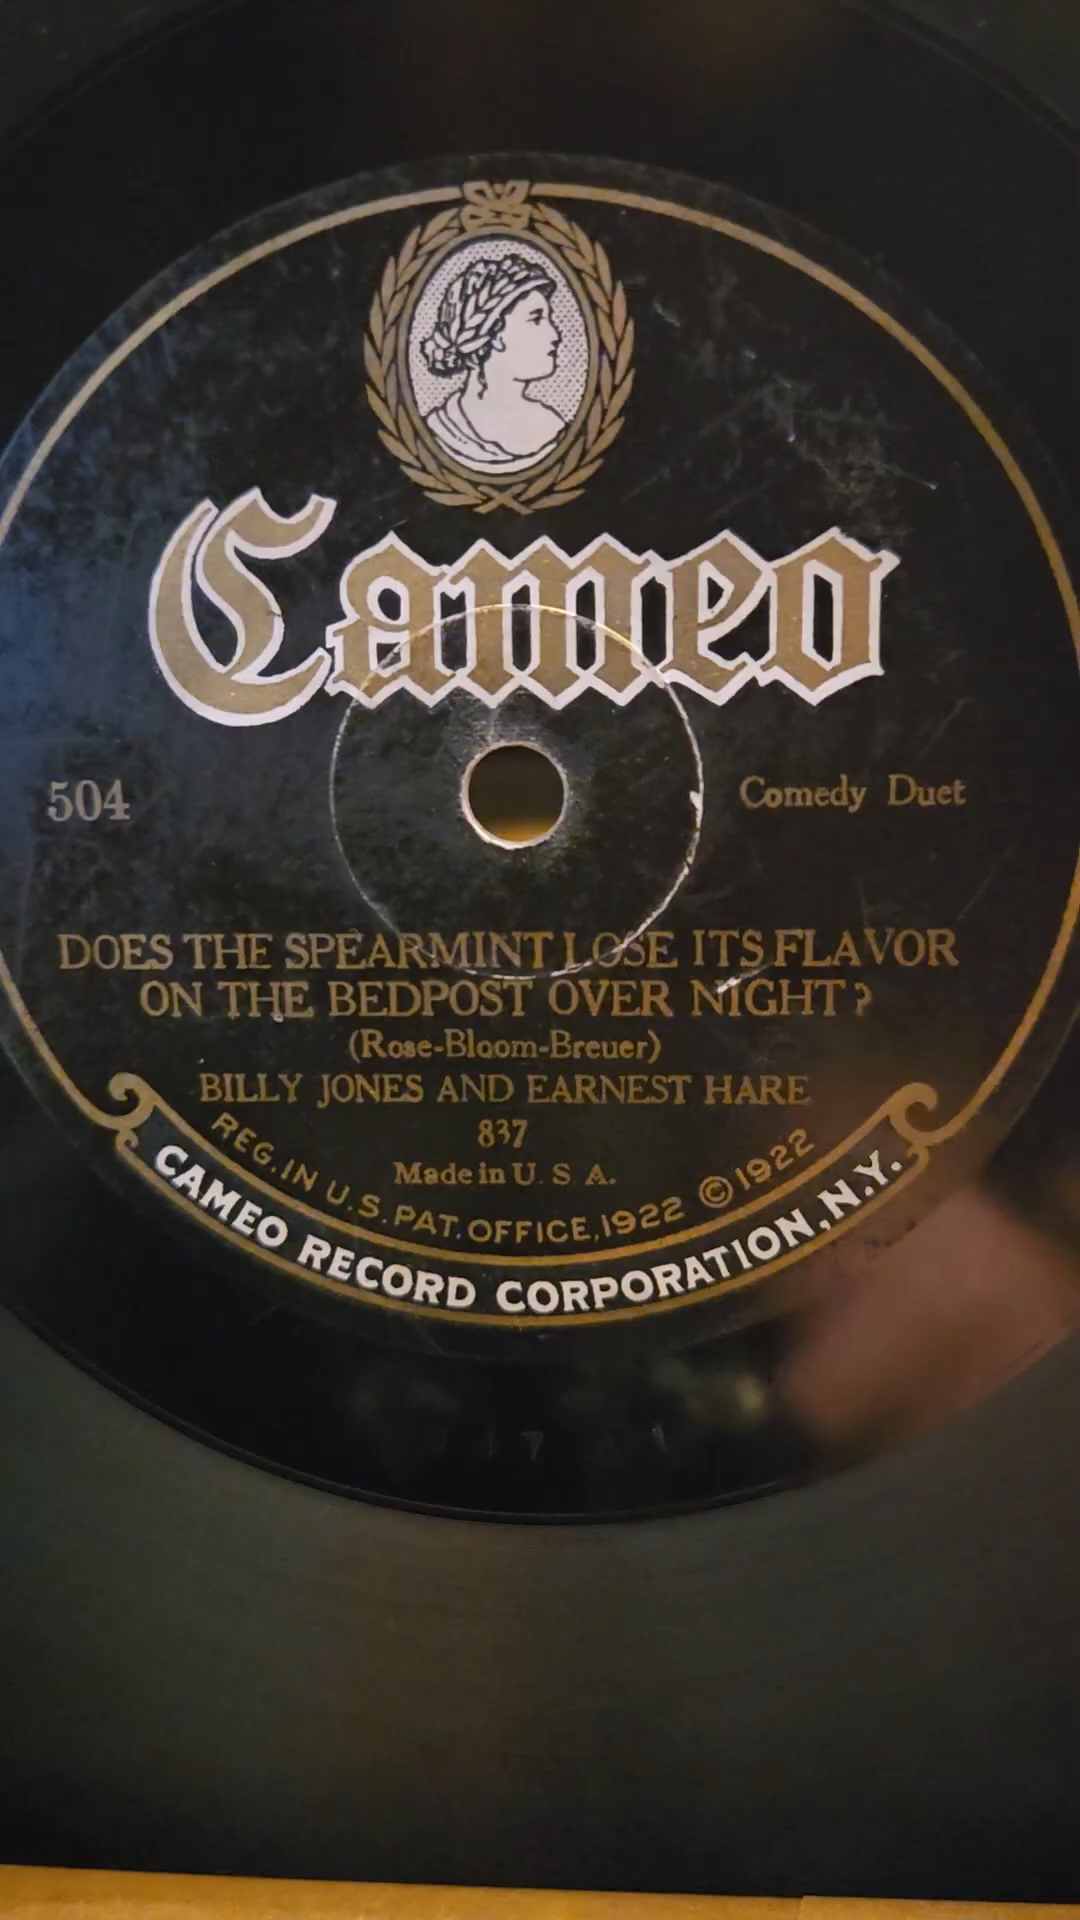 Cameo
504
Comedy Duet
DOES THE SPEARMINT LOSE ITS FLAVOR
ON THE BEDPOST OVER NIGHT?
(Rose-Bloom-Breuer)
BILLY JONES AND EARNEST HARE
837
Made in U. S. A.
REG. IN U.S. PAT. OFFICE, 1922 © 1922
CAMEO RECORD CORPORATION, N.Y.